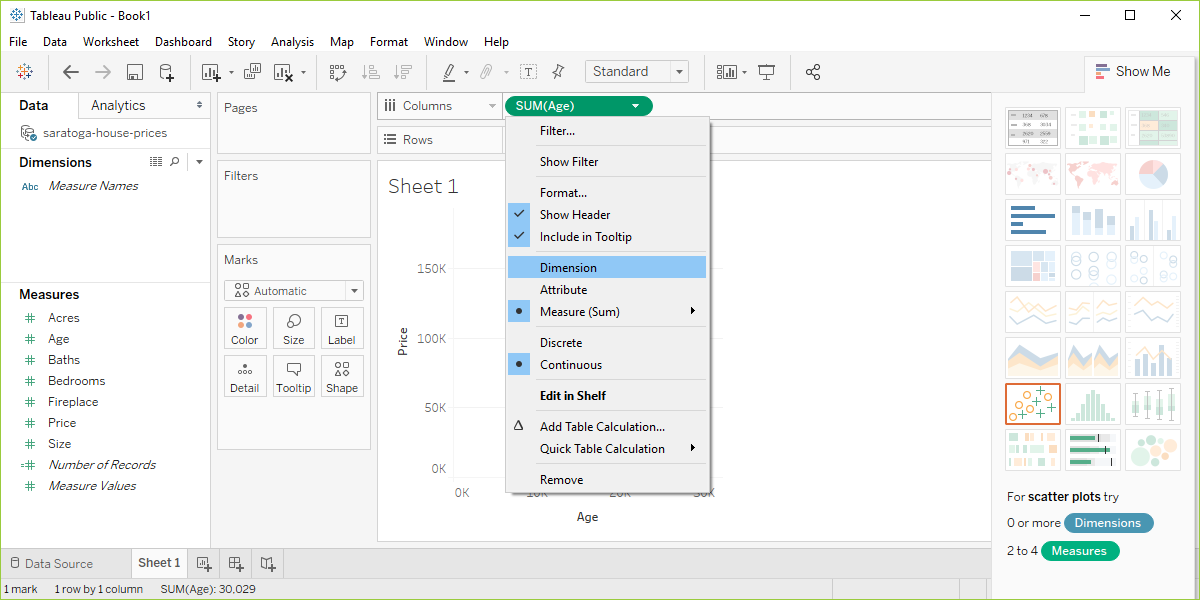 Tableau Public - Book1
File Data Worksheet Dashboard Story Analysis Map Format Window Help
Standard
Show Me
Data Analytics
saratoga-house-prices
Dimensions
Abc Measure Names
Measures
Acres
Age
Baths
Bedrooms
Fireplace
Price
Size
Number of Records
Measure Values
Pages
Filters
Marks
Automatic
Color Size Label
Detail Tooltip Shape
Columns SUM(Age)
Rows
Sheet 1
150K
100K
50K
0K
Price
0K 10K 20K 30K
Age
Filter...
Show Filter
Format...
Show Header
Include in Tooltip
Dimension
Attribute
Measure (Sum)
Discrete
Continuous
Edit in Shelf
Add Table Calculation...
Quick Table Calculation
Remove
For scatter plots try
0 or more Dimensions
2 to 4 Measures
Data Source Sheet 1
1 mark 1 row by 1 column SUM(Age): 30,029